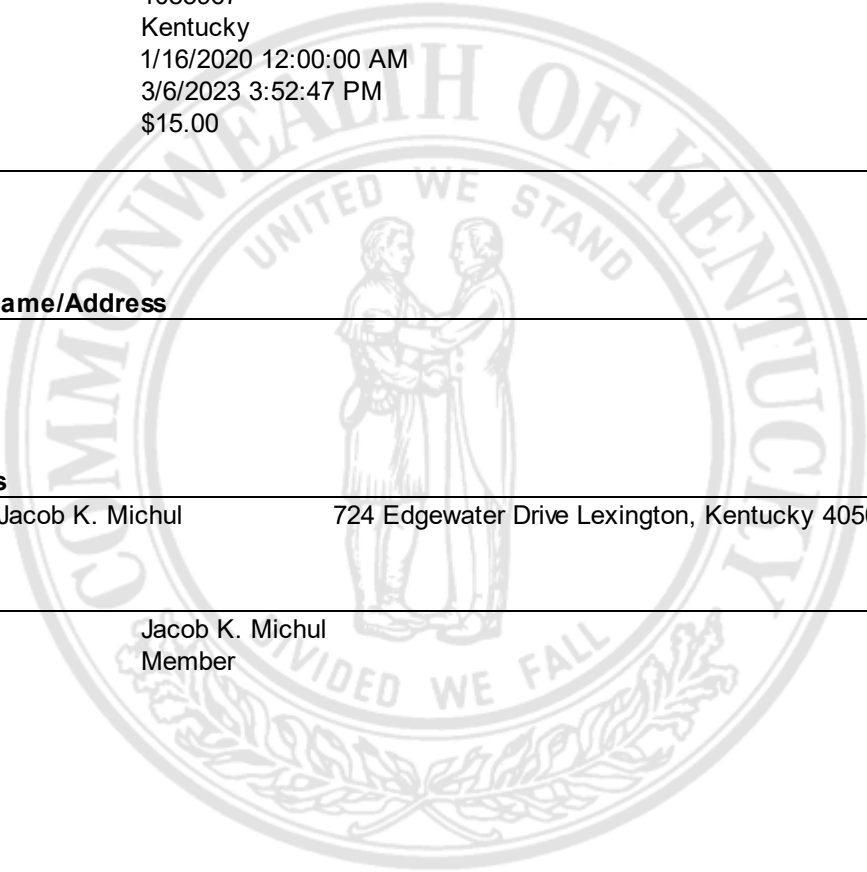 Kentucky
1/16/2020 12:00:00 AM
3/6/2023 3:52:47 PM
$15.00
COMMONWEALTH OF KENTUCKY
UNITED WE STAND
ame/Address
s
Jacob K. Michul 724 Edgewater Drive Lexington, Kentucky 405
Jacob K. Michul
Member
DIVIDED WE FALL